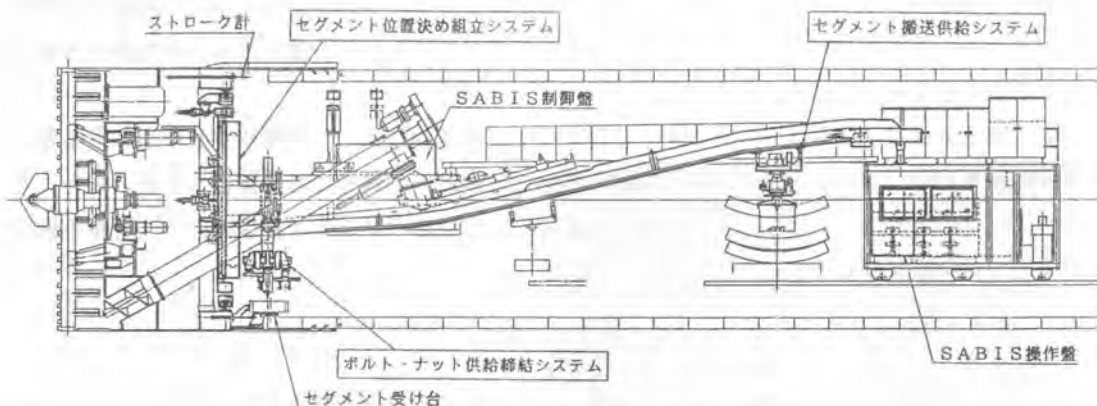 ストローク計
セグメント位置決め組立システム
セグメント搬送供給システム
SABIS制御盤
ボルト・ナット供給締結システム
SABIS操作盤
セグメント受け台